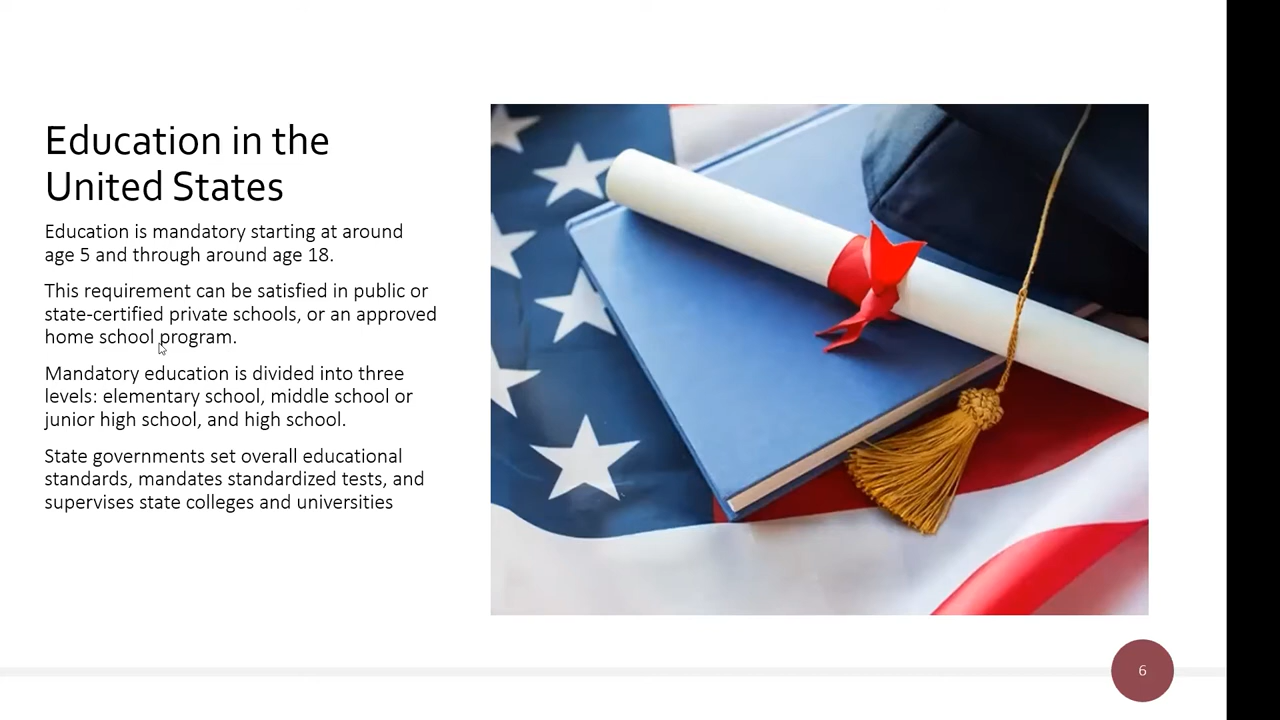 Education in the
United States
Education is mandatory starting at around
age 5 and through around age 18.
This requirement can be satisfied in public or
state-certified private schools, or an approved
home school program.
Mandatory education is divided into three
levels: elementary school, middle school or
junior high school, and high school.
State governments set overall educational
standards, mandates standardized tests, and
supervises state colleges and universities
6